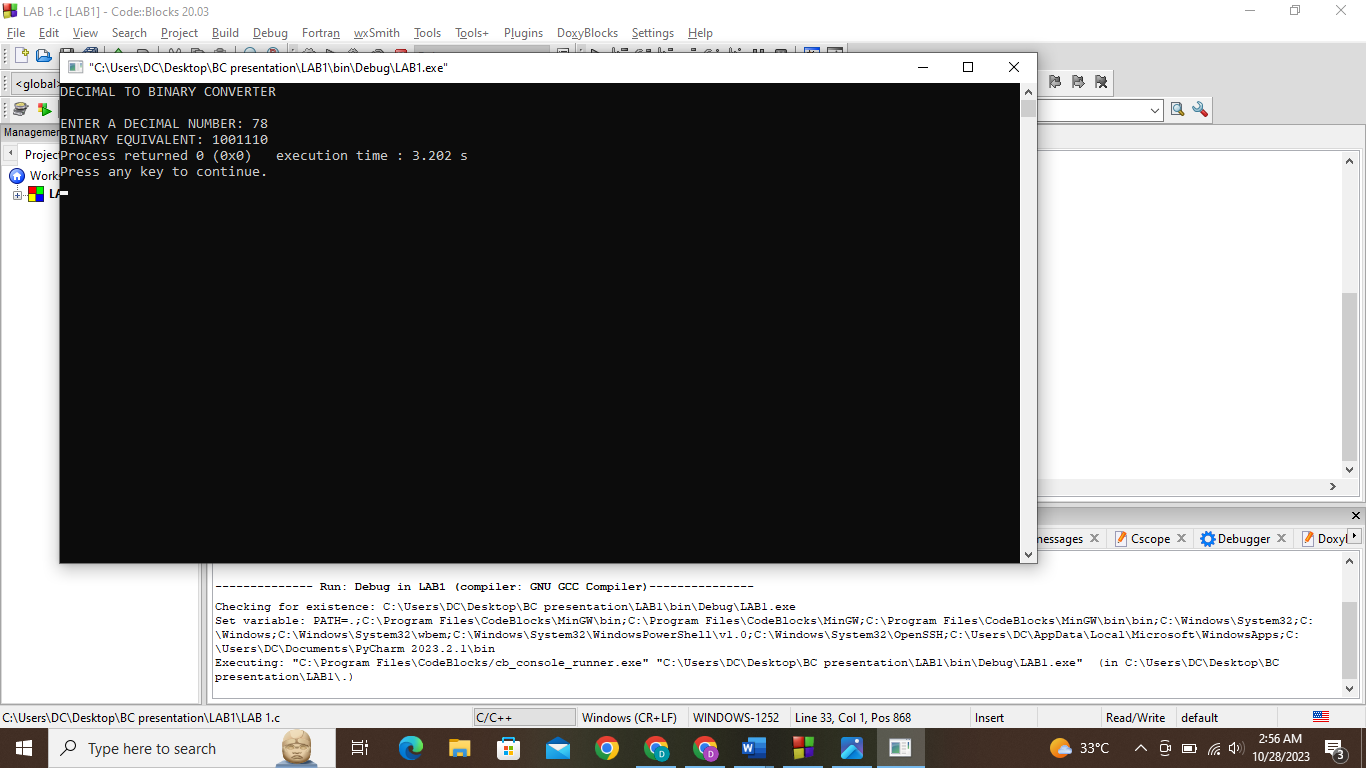 LAB 1.c [LAB1] - Code::Blocks 20.03
File Edit View Search Project Build Debug Fortran wxSmith Tools Tools+ Plugins DoxyBlocks Settings Help
"C:\Users\DC\Desktop\BC presentation\LAB1\bin\Debug\LAB1.exe"
<global>
DECIMAL TO BINARY CONVERTER
ENTER A DECIMAL NUMBER: 78
BINARY EQUIVALENT: 1001110
Process returned 0 (0x0)   execution time : 3.202 s
Press any key to continue.
Management
Projec
Work
LA
messages Cscope Debugger Doxyl
-------------- Run: Debug in LAB1 (compiler: GNU GCC Compiler)---------------
Checking for existence: C:\Users\DC\Desktop\BC presentation\LAB1\bin\Debug\LAB1.exe
Set variable: PATH=.;C:\Program Files\CodeBlocks\MinGW\bin;C:\Program Files\CodeBlocks\MinGW;C:\Program Files\CodeBlocks\MinGW\bin\bin;C:\Windows\System32;C:
\Windows;C:\Windows\System32\wbem;C:\Windows\System32\WindowsPowerShell\v1.0;C:\Windows\System32\OpenSSH;C:\Users\DC\AppData\Local\Microsoft\WindowsApps;C:
\Users\DC\Documents\PyCharm 2023.2.1\bin
Executing: "C:\Program Files\CodeBlocks/cb_console_runner.exe" "C:\Users\DC\Desktop\BC presentation\LAB1\bin\Debug\LAB1.exe"  (in C:\Users\DC\Desktop\BC
presentation\LAB1\.)
C:\Users\DC\Desktop\BC presentation\LAB1\LAB 1.c C/C++ Windows (CR+LF) WINDOWS-1252 Line 33, Col 1, Pos 868 Insert Read/Write default
Type here to search 33°C 2:56 AM
10/28/2023 3